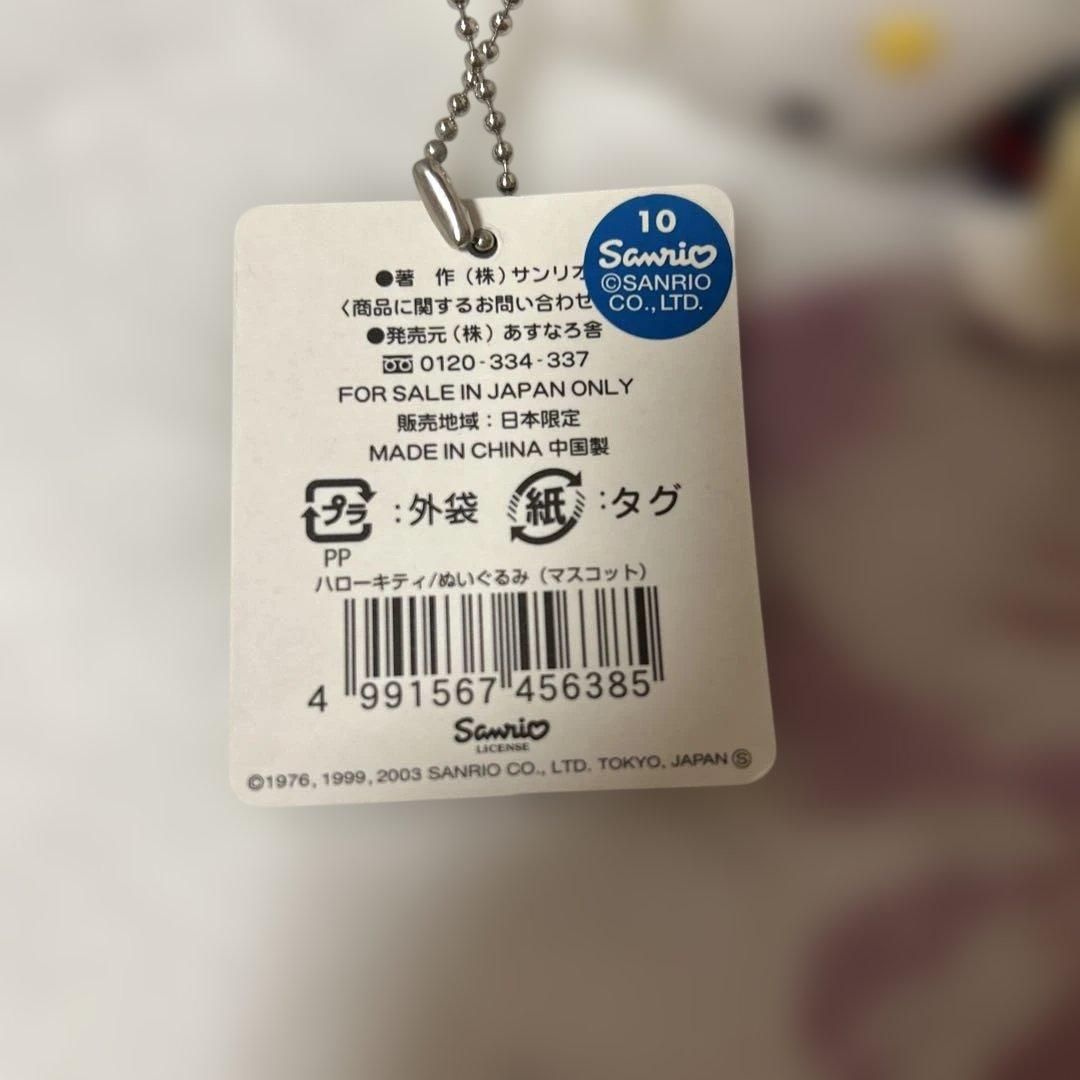 10
Sanrio
©SANRIO
CO.,LTD.
●著 作(株)サンリオ
〈商品に関するお問い合わせ
●発売元(株)あすなろ舎
0120-334-337
FOR SALE IN JAPAN ONLY
販売地域:日本限定
MADE IN CHINA 中国製
プラ :外袋 紙 :タグ
PP
ハローキティ/ぬいぐるみ(マスコット)
4 991567 456385
Sanrio
LICENSE
©1976, 1999, 2003 SANRIO CO., LTD. TOKYO, JAPAN Ⓢ